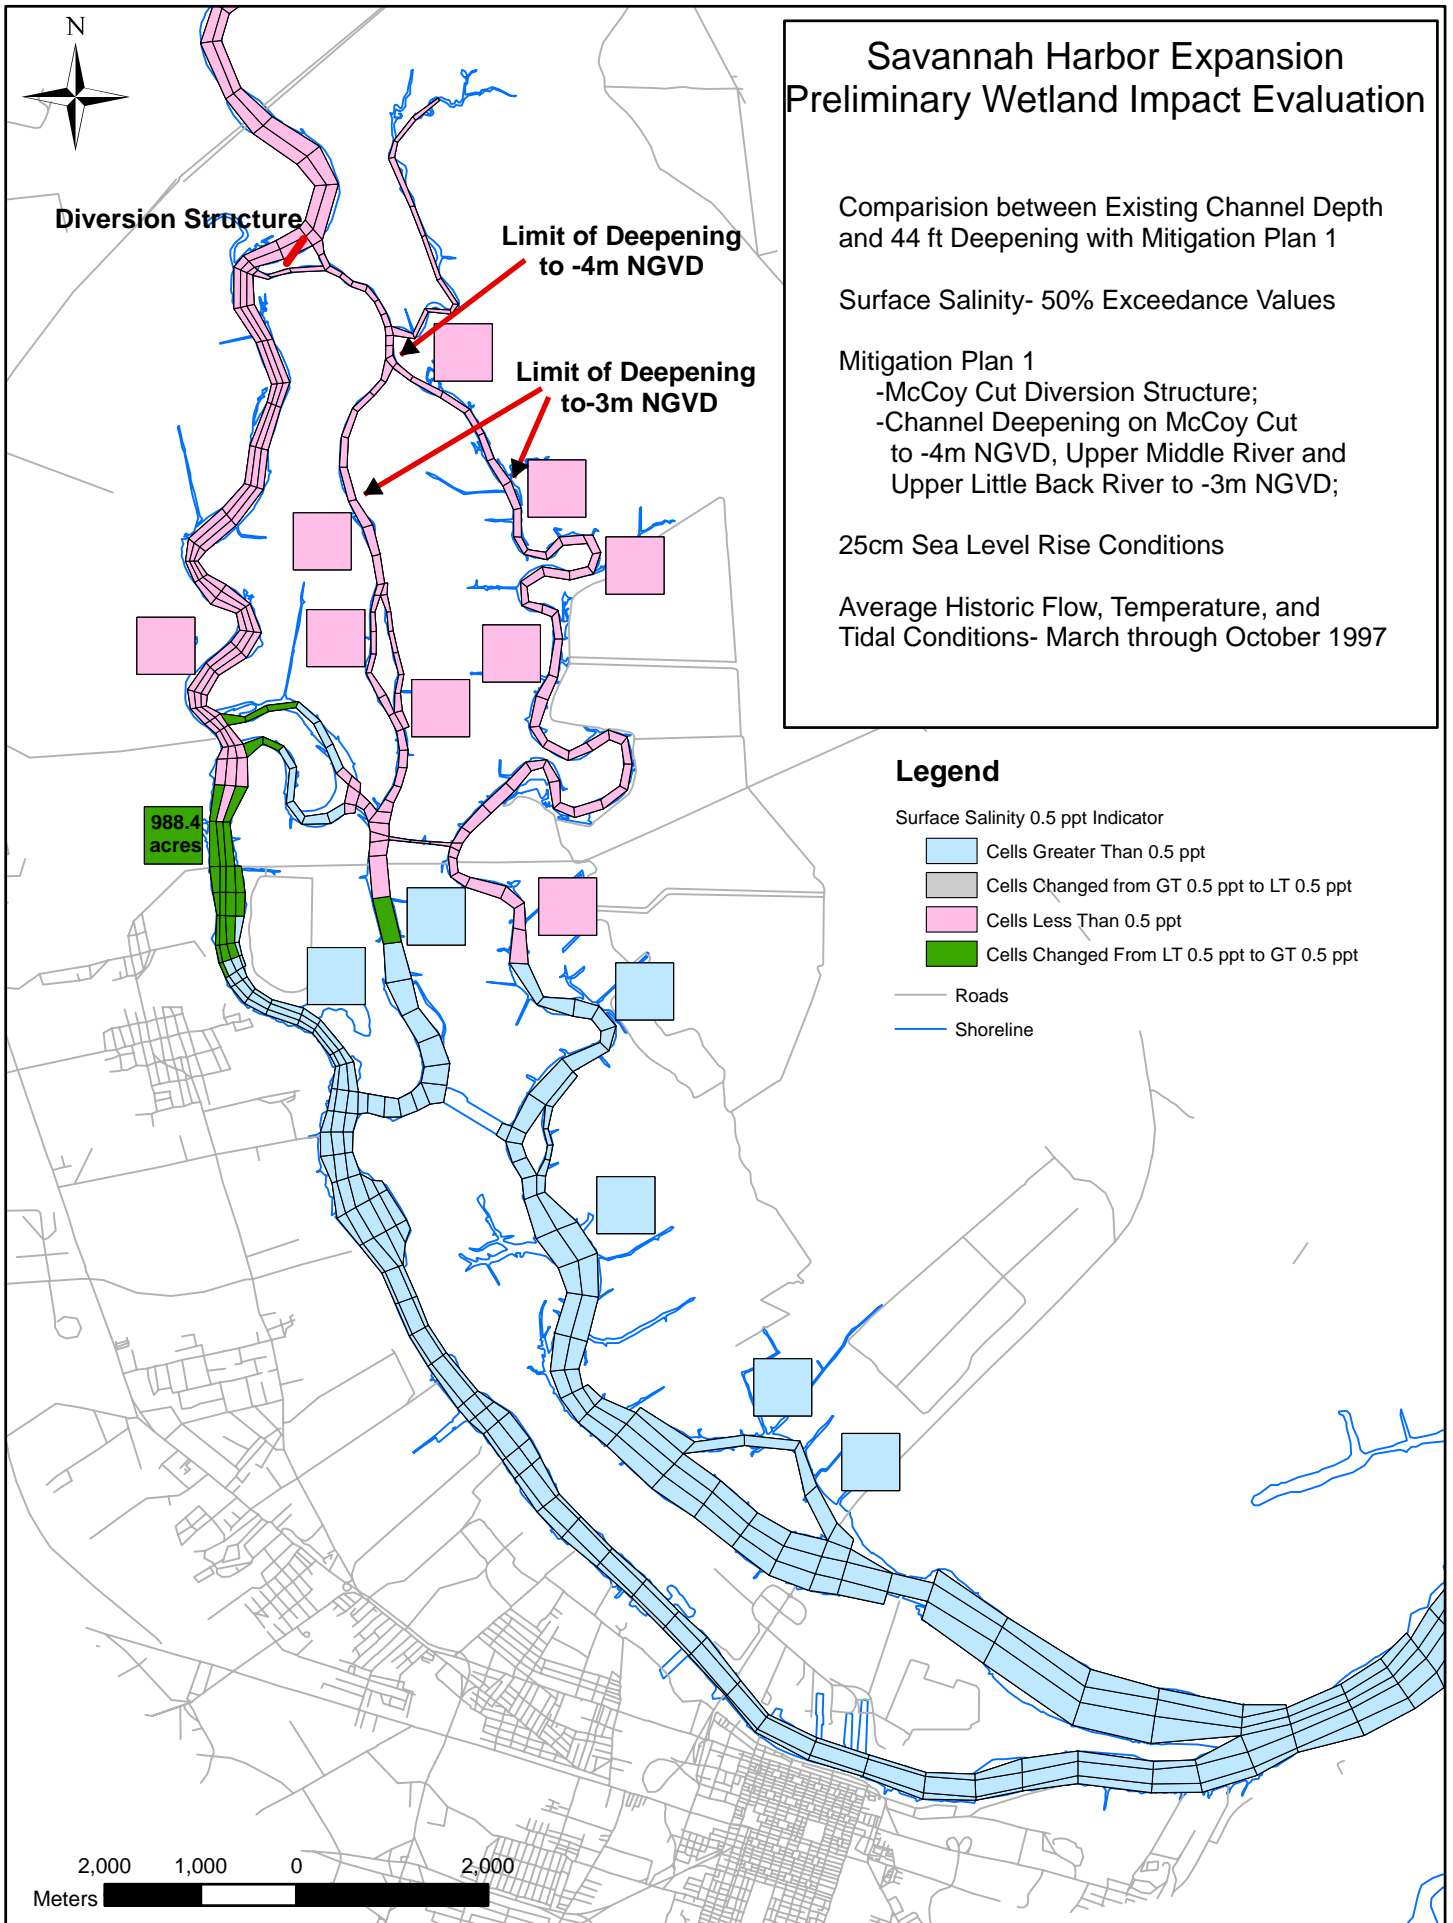 N
Savannah Harbor Expansion
Preliminary Wetland Impact Evaluation
Comparision between Existing Channel Depth
and 44 ft Deepening with Mitigation Plan 1
Surface Salinity- 50% Exceedance Values
Mitigation Plan 1
-McCoy Cut Diversion Structure;
-Channel Deepening on McCoy Cut
to -4m NGVD, Upper Middle River and
Upper Little Back River to -3m NGVD;
25cm Sea Level Rise Conditions
Average Historic Flow, Temperature, and
Tidal Conditions- March through October 1997
Diversion Structure
Limit of Deepening
to -4m NGVD
Limit of Deepening
to-3m NGVD
988.4
acres
Legend
Surface Salinity 0.5 ppt Indicator
Cells Greater Than 0.5 ppt
Cells Changed from GT 0.5 ppt to LT 0.5 ppt
Cells Less Than 0.5 ppt
Cells Changed From LT 0.5 ppt to GT 0.5 ppt
Roads
Shoreline
2,000 1,000 0 2,000
Meters